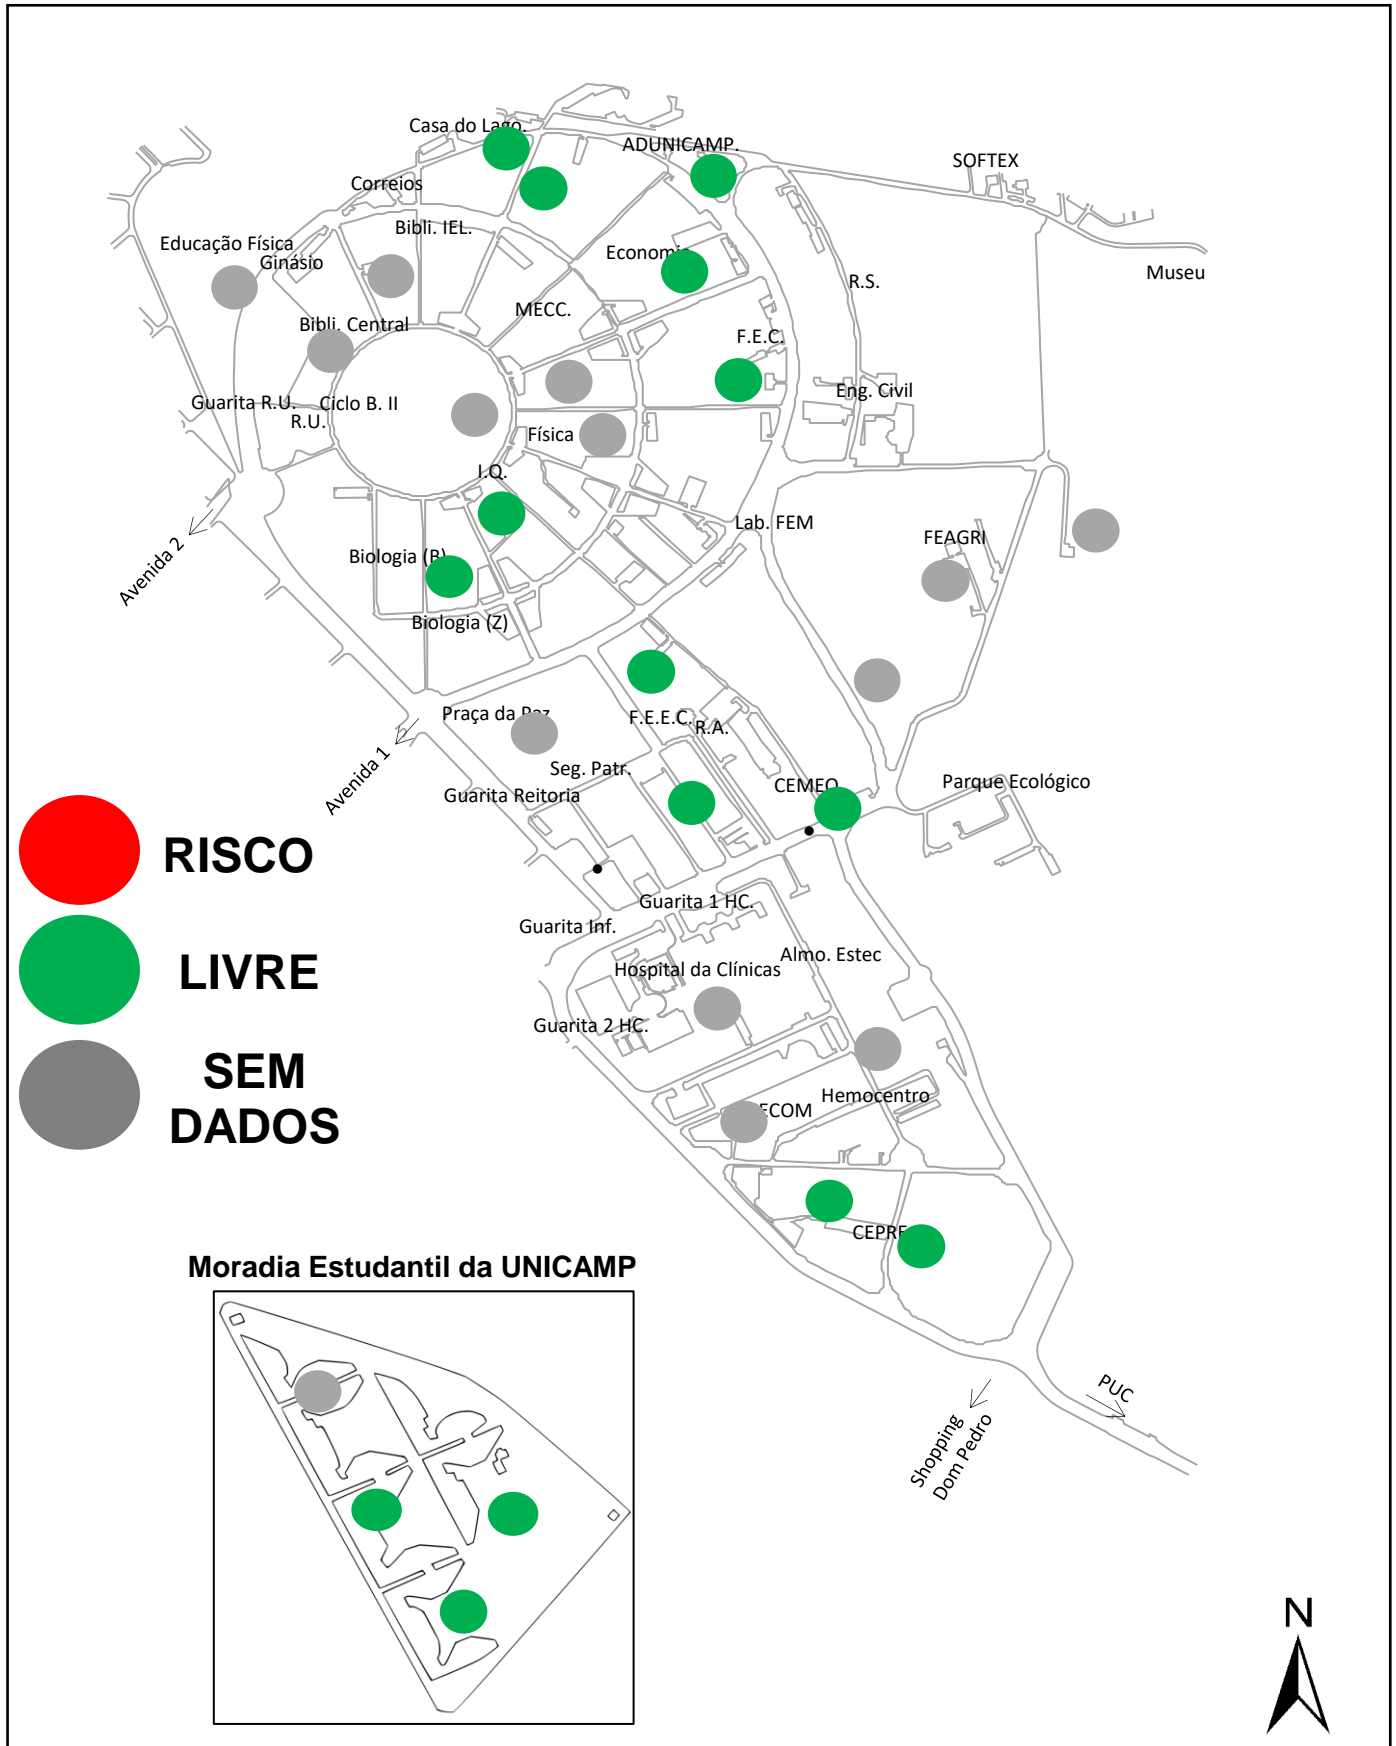 Casa do Lago.
ADUNICAMP.
SOFTEX
Correios
Bibli. IEL.
Educação Física
Ginásio
Economia
Museu
R.S.
MECC.
Bibli. Central
F.E.C.
Eng. Civil
Guarita R.U.
Ciclo B. II
R.U.
Física
I.Q.
Lab. FEM
FEAGRI
Avenida 2
Biologia (B)
Biologia (Z)
Praça da Paz
F.E.E.C.
R.A.
Avenida 1
Seg. Patr.
Guarita Reitoria
CEMEQ
Parque Ecológico
RISCO
Guarita 1 HC.
Guarita Inf.
Almo. Estec
LIVRE
Hospital da Clínicas
Guarita 2 HC.
SEM
DADOS
Hemocentro
ECOM
CEPRE
Moradia Estudantil da UNICAMP
PUC
Shopping
Dom Pedro
N